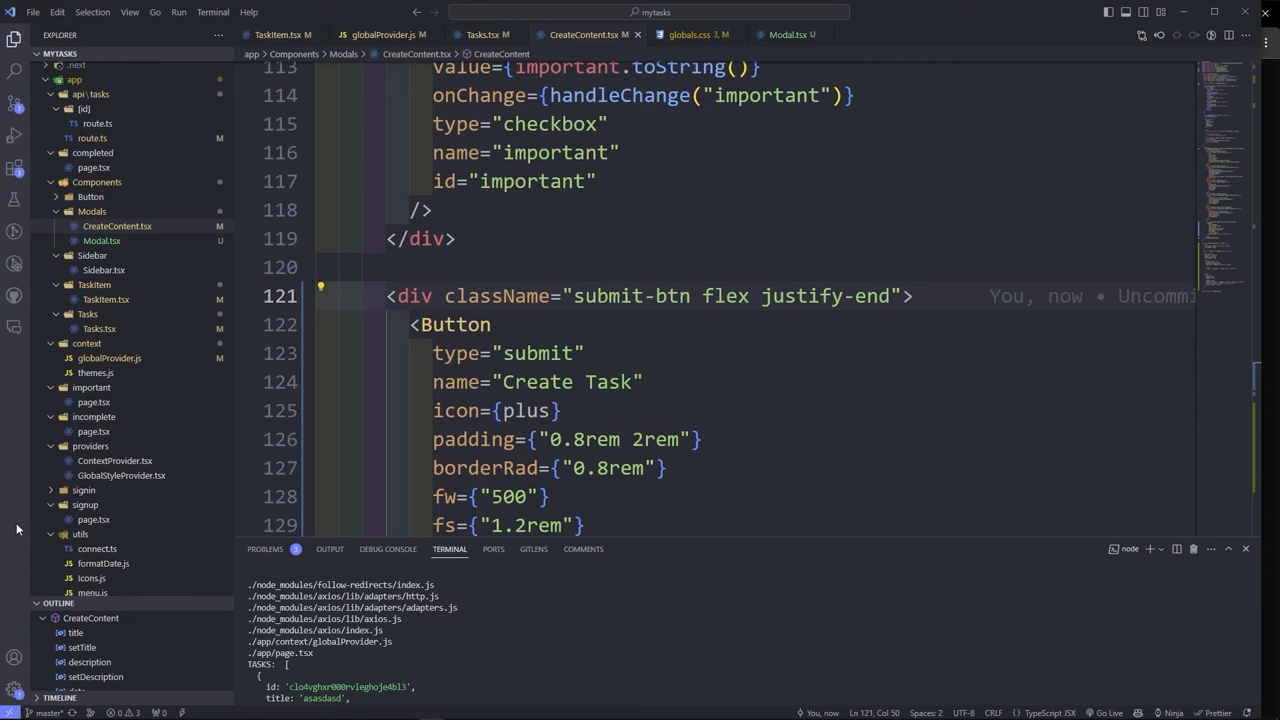 File Edit Selection View Go Run Terminal Help
mytasks
EXPLORER
MYTASKS
.next
app
api\tasks
[id]
route.ts
route.ts M
completed
page.tsx
Components
Button
Modals
CreateContent.tsx M
Modal.tsx U
Sidebar
Sidebar.tsx
TaskItem
TaskItem.tsx M
Tasks
Tasks.tsx M
context
globalProvider.js M
themes.js
important
page.tsx
incomplete
page.tsx
providers
ContextProvider.tsx
GlobalStyleProvider.tsx
signin
signup
page.tsx
utils
connect.ts
formatDate.js
Icons.js
menu.js
OUTLINE
CreateContent
title
setTitle
description
setDescription
TIMELINE
7
3
1
TaskItem.tsx M globalProvider.js M Tasks.tsx M CreateContent.tsx M globals.css 3, M Modal.tsx U
app > Components > Modals > CreateContent.tsx > CreateContent
113 value={important.toString()}
114 onChange={handleChange("important")}
115 type="checkbox"
116 name="important"
117 id="important"
118 />
119 </div>
120
121 <div className="submit-btn flex justify-end"> You, now • Uncommi
122 <Button
123 type="submit"
124 name="Create Task"
125 icon={plus}
126 padding={"0.8rem 2rem"}
127 borderRad={"0.8rem"}
128 fw={"500"}
129 fs={"1.2rem"}
PROBLEMS 3 OUTPUT DEBUG CONSOLE TERMINAL PORTS GITLENS COMMENTS
node
./node_modules/follow-redirects/index.js
./node_modules/axios/lib/adapters/http.js
./node_modules/axios/lib/adapters/adapters.js
./node_modules/axios/lib/axios.js
./node_modules/axios/index.js
./app/context/globalProvider.js
./app/page.tsx
TASKS: [
{
id: 'clo4vghxr000rvleghoje4bl3',
title: 'asasdasd',
master* 0 3 0 You, now Ln 121, Col 50 Spaces: 2 UTF-8 CRLF {} TypeScript JSX Go Live Ninja Prettier